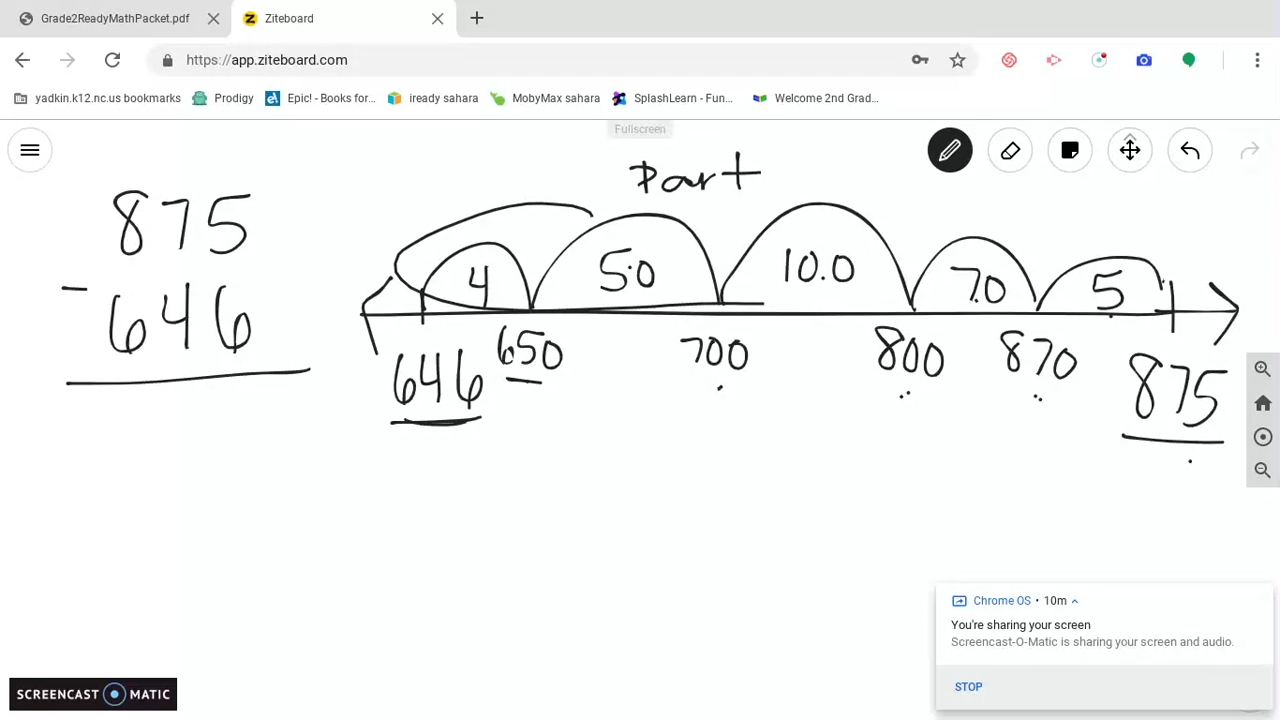 Grade2ReadyMathPacket.pdf
Ziteboard
https://app.ziteboard.com
yadkin.k12.nc.us bookmarks
Prodigy
Epic! - Books for...
iready sahara
MobyMax sahara
SplashLearn - Fun...
Welcome 2nd Grad...
Fullscreen
Part
875
- 646
4
50
100
70
5
646
650
700
800
870
875
Chrome OS • 10m
You're sharing your screen
Screencast-O-Matic is sharing your screen and audio.
STOP
SCREENCAST MATIC